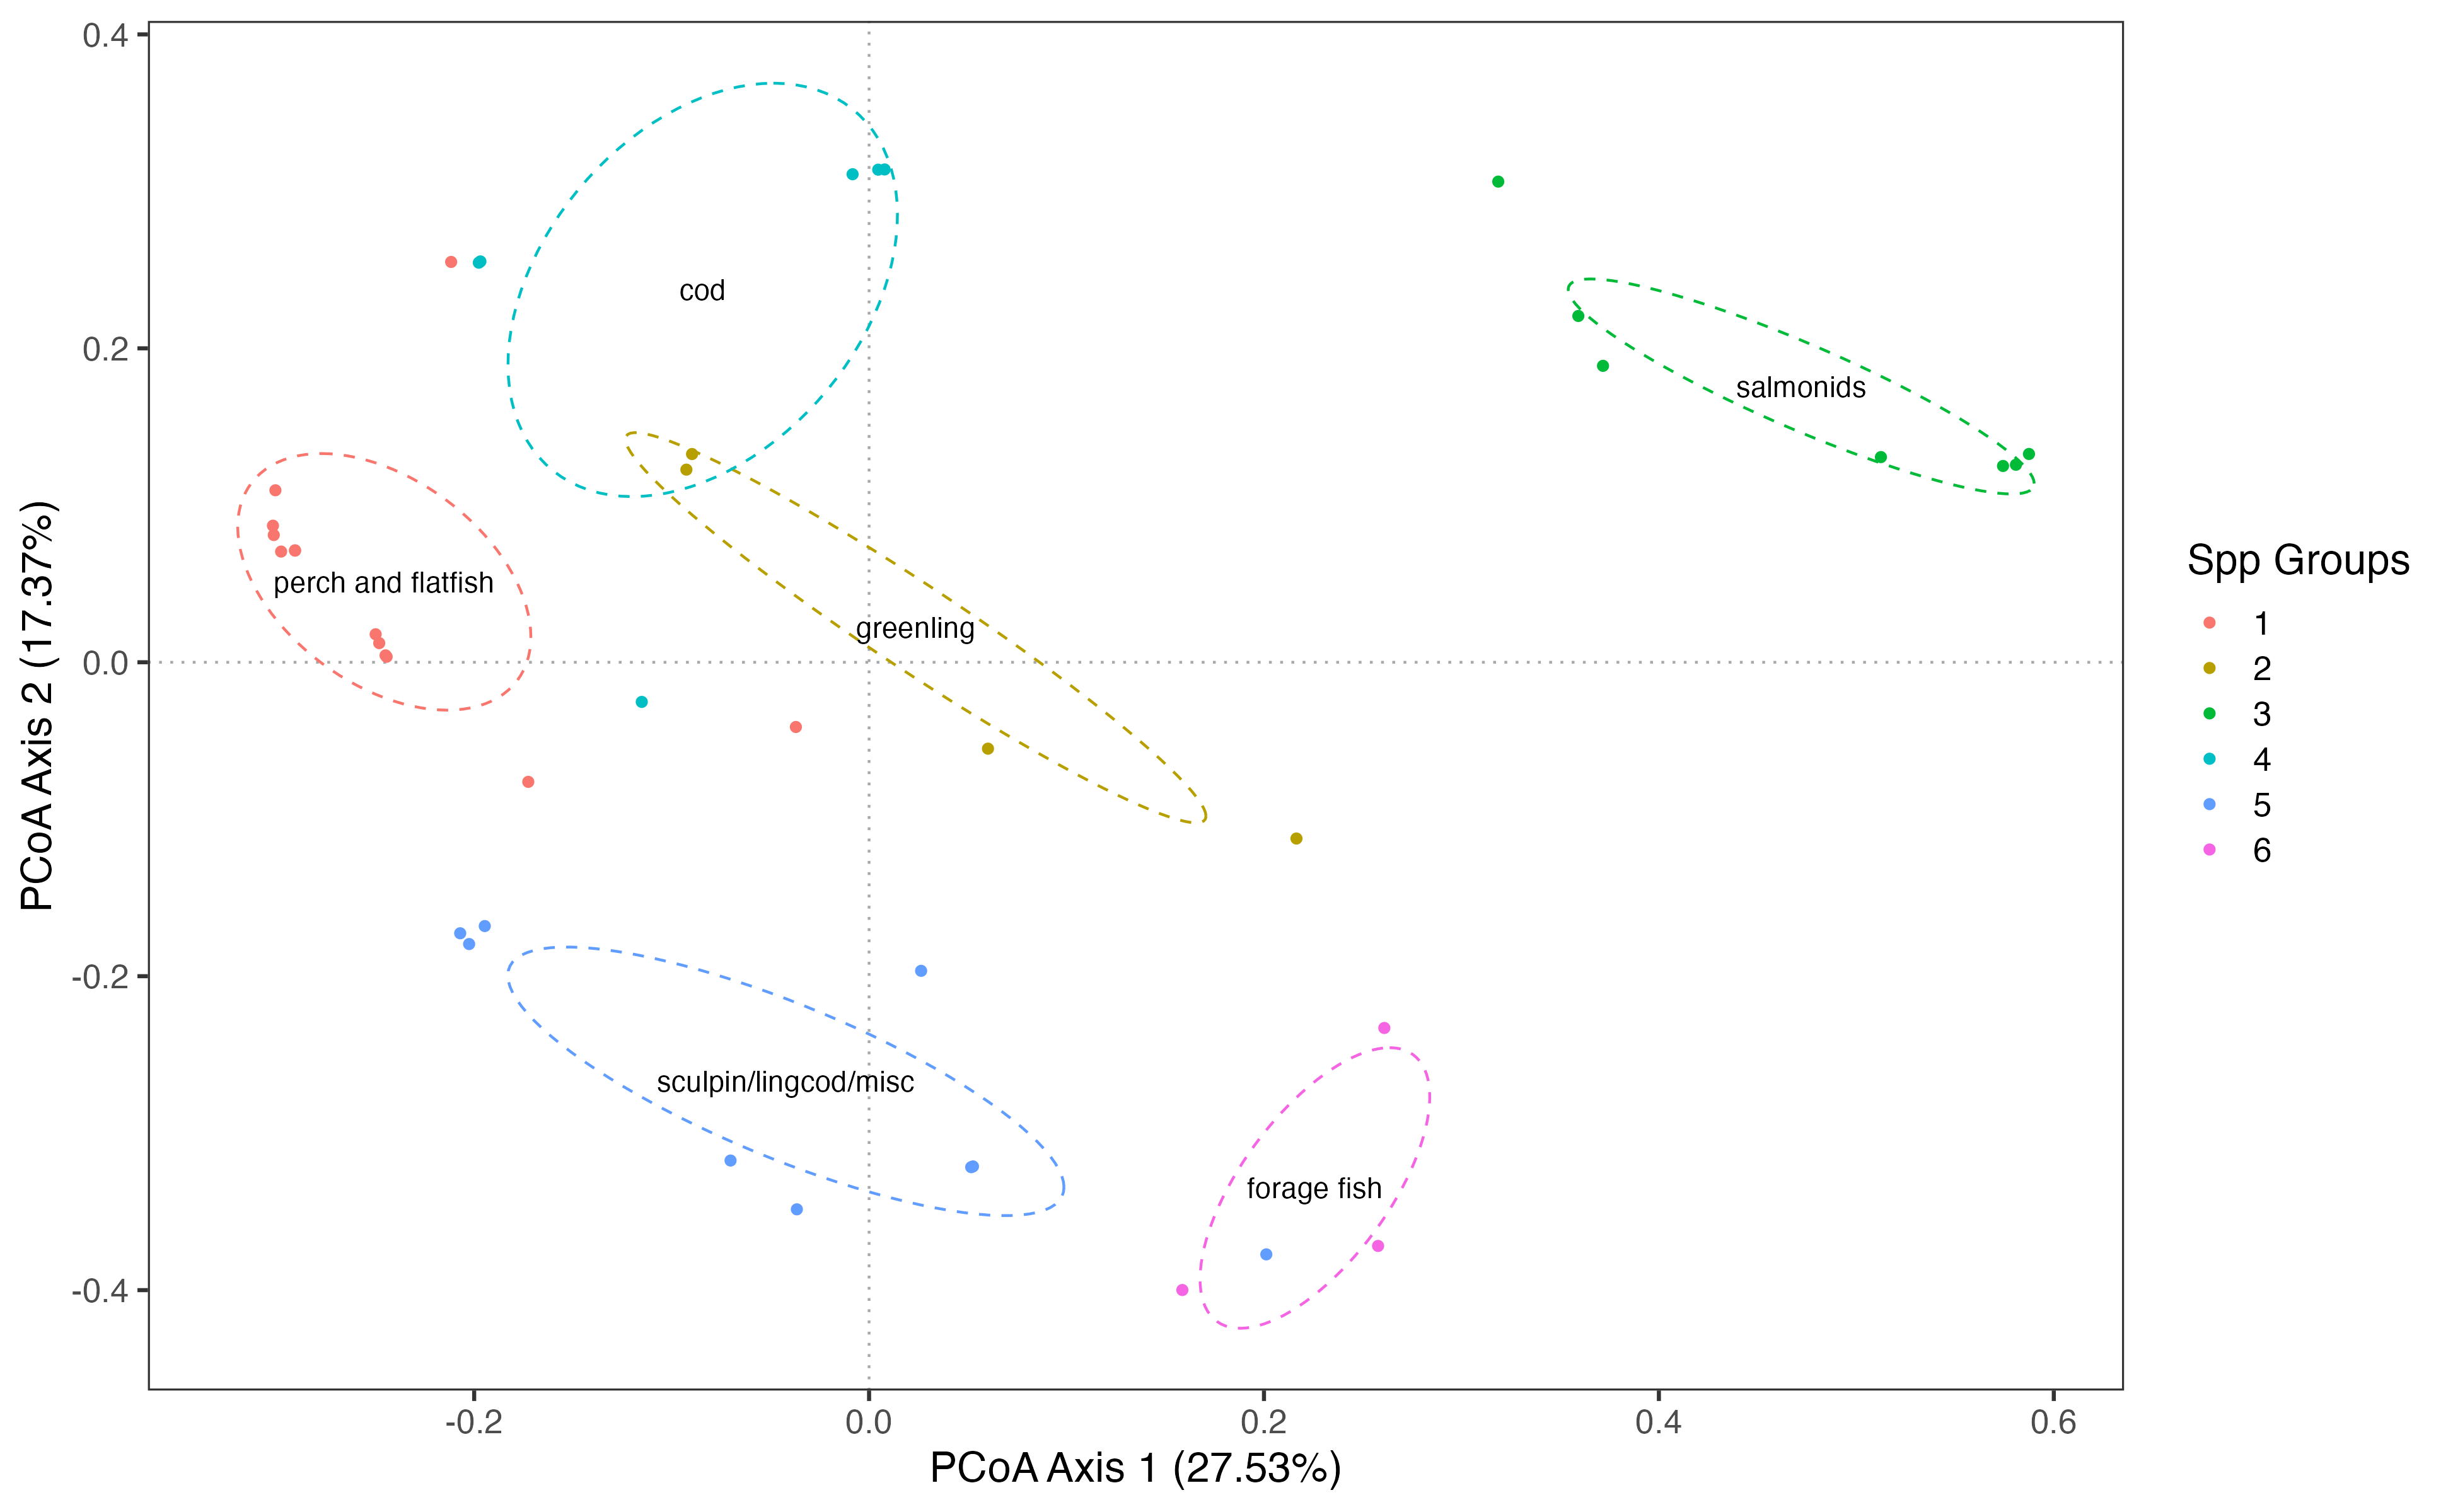 0.4
0.2
0.0
-0.2
-0.4
PCoA Axis 2 (17.37%)
cod
salmonids
perch and flatfish
greenling
sculpin/lingcod/misc
forage fish
-0.2
0.0
0.2
0.4
0.6
PCoA Axis 1 (27.53%)
Spp Groups
1
2
3
4
5
6